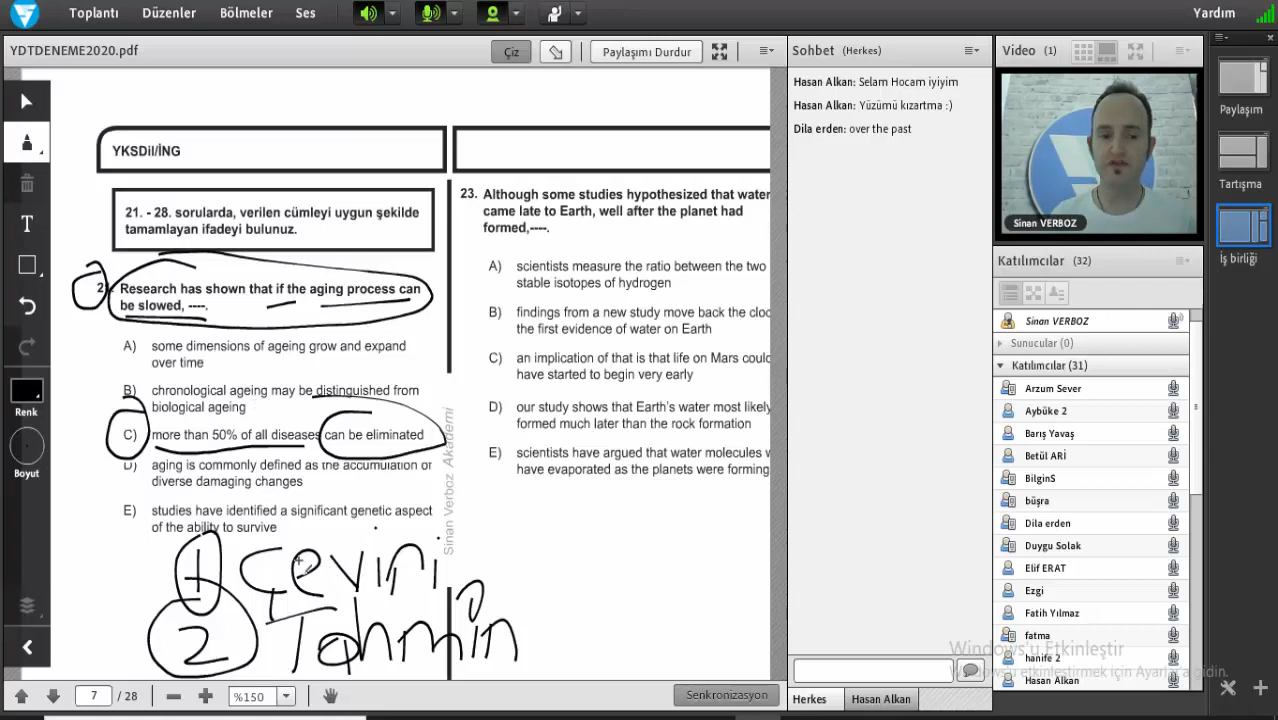 Toplantı Düzenler Bölmeler Ses Yardım
YDTDENEME2020.pdf
Çiz
Paylaşımı Durdur
YKSDil/İNG
21. - 28. sorularda, verilen cümleyi uygun şekilde
tamamlayan ifadeyi bulunuz.
2 Research has shown that if the aging process can
be slowed, ----.
A) some dimensions of ageing grow and expand
over time
B) chronological ageing may be distinguished from
biological ageing
C) more than 50% of all diseases can be eliminated
D) aging is commonly defined as the accumulation of
diverse damaging changes
E) studies have identified a significant genetic aspect
of the ability to survive
1 Çeviri
2 Tahmin
Sinan Verboz Akademi
23. Although some studies hypothesized that water
came late to Earth, well after the planet had
formed,----.
A) scientists measure the ratio between the two
stable isotopes of hydrogen
B) findings from a new study move back the cloc
the first evidence of water on Earth
C) an implication of that is that life on Mars could
have started to begin very early
D) our study shows that Earth's water most likely
formed much later than the rock formation
E) scientists have argued that water molecules w
have evaporated as the planets were forming
Renk
Boyut
7 / 28
%150
Senkronizasyon
Sohbet (Herkes)
Hasan Alkan: Selam Hocam iyiyim
Hasan Alkan: Yüzümü kızartma :)
Dila erden: over the past
Herkes
Hasan Alkan
Video (1)
Sinan VERBOZ
Katılımcılar (32)
Sinan VERBOZ
Sunucular (0)
Katılımcılar (31)
Arzum Sever
Aybüke 2
Barış Yavaş
Betül ARİ
BilginS
büşra
Dila erden
Duygu Solak
Elif ERAT
Ezgi
Fatih Yılmaz
fatma
hanife 2
Hasan Alkan
Windows'u Etkinleştir
Windows'u etkinleştirmek için Ayarlar'a gidin.
Paylaşım
Tartışma
İş birliği